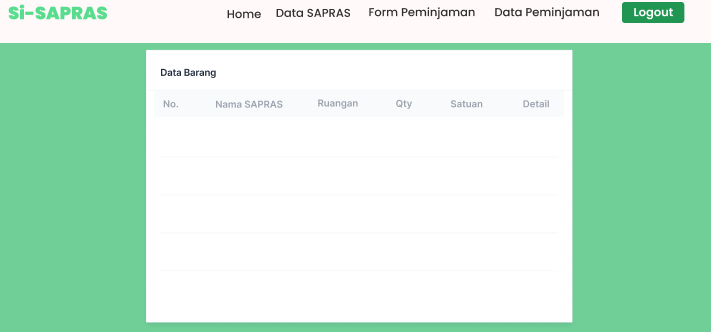 Si-SAPRAS Home Data SAPRAS Form Peminjaman Data Peminjaman Logout
Data Barang
No. Nama SAPRAS Ruangan Qty Satuan Detail